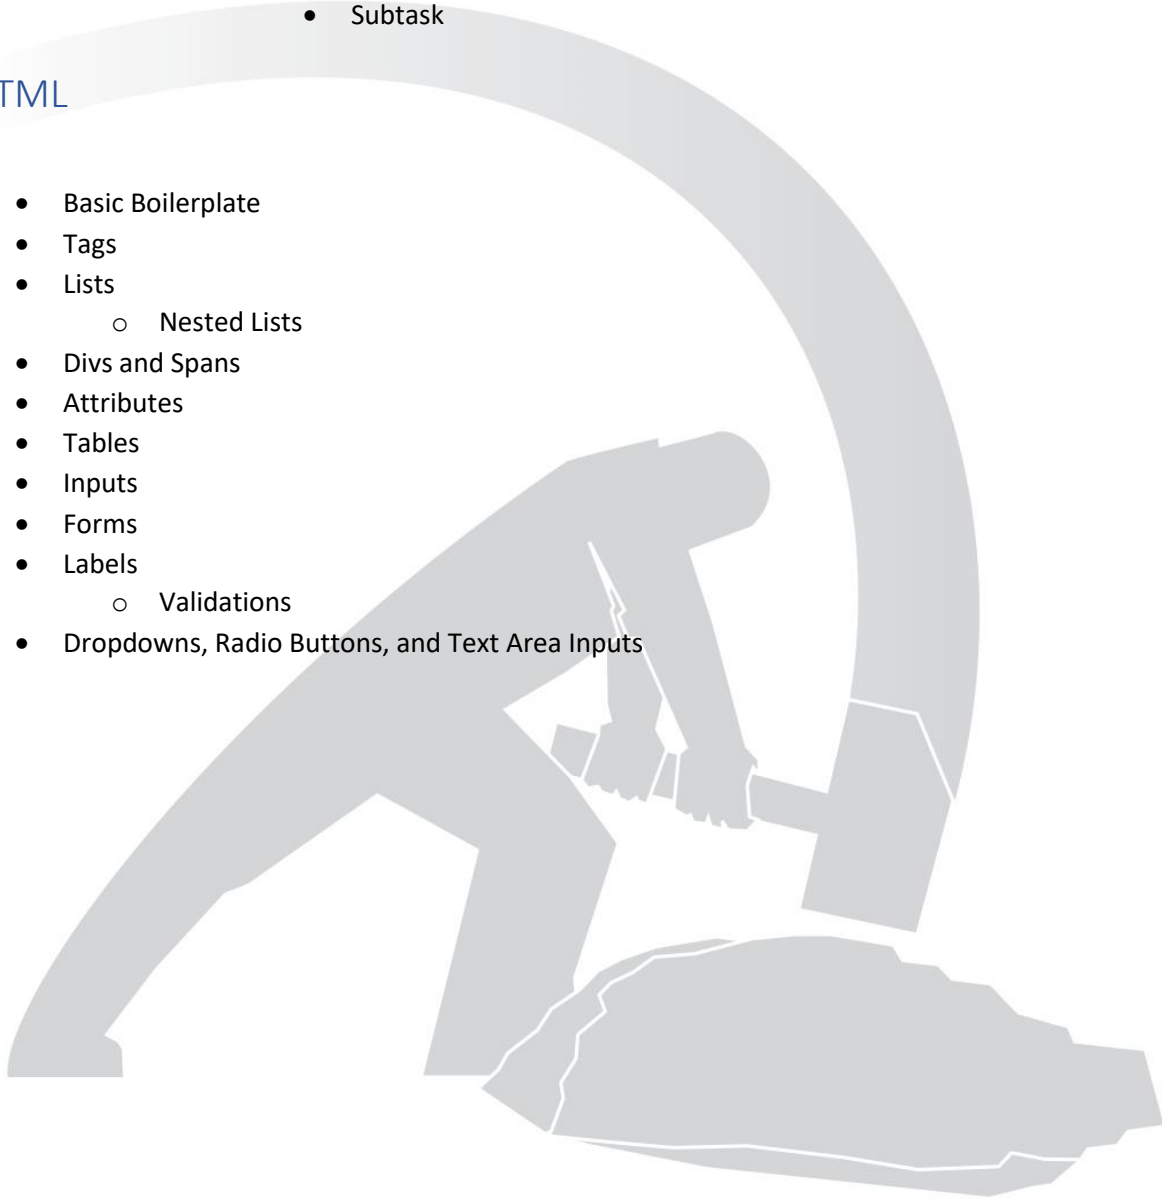 • Subtask
TML
• Basic Boilerplate
• Tags
• Lists
o Nested Lists
• Divs and Spans
• Attributes
• Tables
• Inputs
• Forms
• Labels
o Validations
• Dropdowns, Radio Buttons, and Text Area Inputs